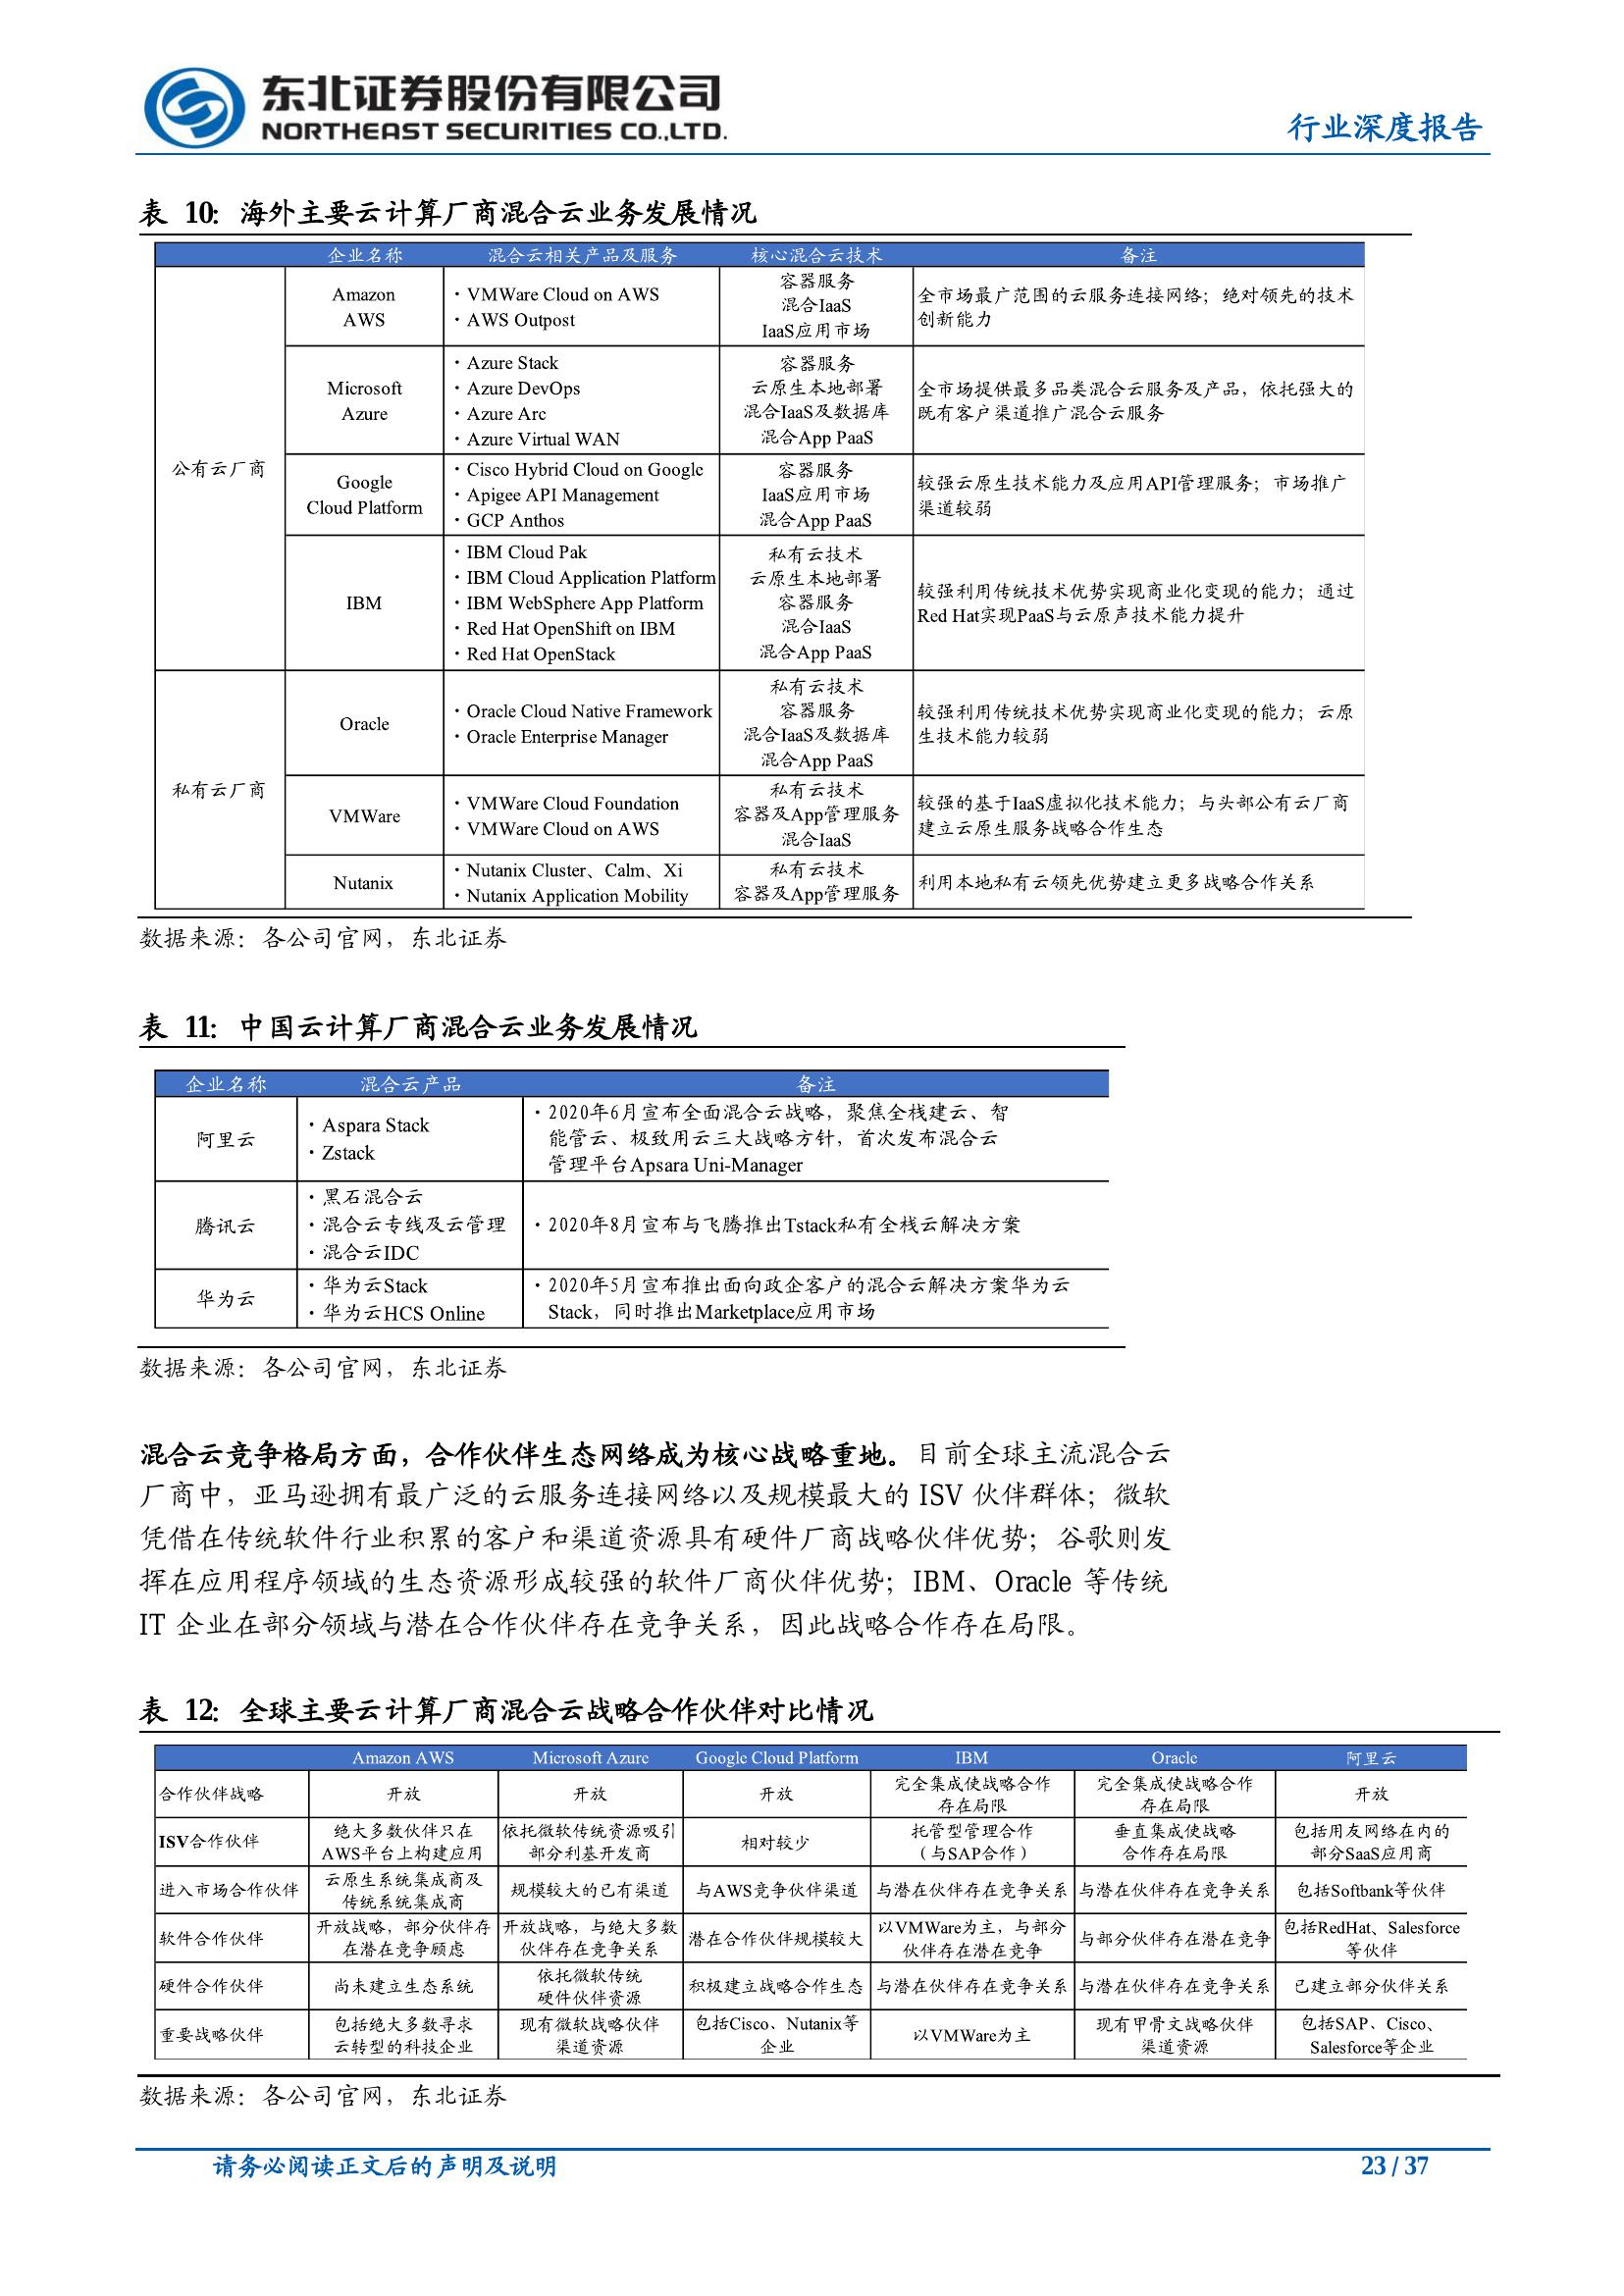 东北证券股份有限公司
NORTHEAST SECURITIES CO.,LTD.
行业深度报告
表 10: 海外主要云计算厂商混合云业务发展情况
企业名称 混合云相关产品及服务 核心混合云技术 备注
公有云厂商
Amazon
AWS
· VMWare Cloud on AWS
· AWS Outpost
容器服务
混合IaaS
IaaS应用市场
全市场最广范围的云服务连接网络；绝对领先的技术
创新能力
Microsoft
Azure
· Azure Stack
· Azure DevOps
· Azure Arc
· Azure Virtual WAN
容器服务
云原生本地部署
混合IaaS及数据库
混合App PaaS
全市场提供最多品类混合云服务及产品，依托强大的
既有客户渠道推广混合云服务
Google
Cloud Platform
· Cisco Hybrid Cloud on Google
· Apigee API Management
· GCP Anthos
容器服务
IaaS应用市场
混合App PaaS
较强云原生技术能力及应用API管理服务；市场推广
渠道较弱
IBM
· IBM Cloud Pak
· IBM Cloud Application Platform
· IBM WebSphere App Platform
· Red Hat OpenShift on IBM
· Red Hat OpenStack
私有云技术
云原生本地部署
容器服务
混合IaaS
混合App PaaS
较强利用传统技术优势实现商业化变现的能力；通过
Red Hat实现PaaS与云原声技术能力提升
私有云厂商
Oracle
· Oracle Cloud Native Framework
· Oracle Enterprise Manager
私有云技术
容器服务
混合IaaS及数据库
混合App PaaS
较强利用传统技术优势实现商业化变现的能力；云原
生技术能力较弱
VMWare
· VMWare Cloud Foundation
· VMWare Cloud on AWS
私有云技术
容器及App管理服务
混合IaaS
较强的基于IaaS虚拟化技术能力；与头部公有云厂商
建立云原生服务战略合作生态
Nutanix
· Nutanix Cluster、Calm、Xi
· Nutanix Application Mobility
私有云技术
容器及App管理服务
利用本地私有云领先优势建立更多战略合作关系
数据来源：各公司官网，东北证券
表 11: 中国云计算厂商混合云业务发展情况
企业名称 混合云产品 备注
阿里云
· Aspara Stack
· Zstack
· 2020年6月宣布全面混合云战略，聚焦全栈建云、智
能管云、极致用云三大战略方针，首次发布混合云
管理平台Apsara Uni-Manager
腾讯云
· 黑石混合云
· 混合云专线及云管理
· 混合云IDC
· 2020年8月宣布与飞腾推出Tstack私有全栈云解决方案
华为云
· 华为云Stack
· 华为云HCS Online
· 2020年5月宣布推出面向政企客户的混合云解决方案华为云
Stack，同时推出Marketplace应用市场
数据来源：各公司官网，东北证券
混合云竞争格局方面，合作伙伴生态网络成为核心战略重地。目前全球主流混合云
厂商中，亚马逊拥有最广泛的云服务连接网络以及规模最大的 ISV 伙伴群体；微软
凭借在传统软件行业积累的客户和渠道资源具有硬件厂商战略伙伴优势；谷歌则发
挥在应用程序领域的生态资源形成较强的软件厂商伙伴优势；IBM、Oracle 等传统
IT 企业在部分领域与潜在合作伙伴存在竞争关系，因此战略合作存在局限。
表 12: 全球主要云计算厂商混合云战略合作伙伴对比情况
Amazon AWS Microsoft Azure Google Cloud Platform IBM Oracle 阿里云
合作伙伴战略
开放
开放
开放
完全集成使战略合作
存在局限
完全集成使战略合作
存在局限
开放
ISV合作伙伴
绝大多数伙伴只在
AWS平台上构建应用
依托微软传统资源吸引
部分利基开发商
相对较少
托管型管理合作
（与SAP合作）
垂直集成使战略
合作存在局限
包括用友网络在内的
部分SaaS应用商
进入市场合作伙伴
云原生系统集成商及
传统系统集成商
规模较大的已有渠道
与AWS竞争伙伴渠道
与潜在伙伴存在竞争关系
与潜在伙伴存在竞争关系
包括Softbank等伙伴
软件合作伙伴
开放战略，部分伙伴存
在潜在竞争顾虑
开放战略，与绝大多数
伙伴存在竞争关系
潜在合作伙伴规模较大
以VMWare为主，与部分
伙伴存在潜在竞争
与部分伙伴存在潜在竞争
包括RedHat、Salesforce
等伙伴
硬件合作伙伴
尚未建立生态系统
依托微软传统
硬件伙伴资源
积极建立战略合作生态
与潜在伙伴存在竞争关系
与潜在伙伴存在竞争关系
已建立部分伙伴关系
重要战略伙伴
包括绝大多数寻求
云转型的科技企业
现有微软战略伙伴
渠道资源
包括Cisco、Nutanix等
企业
以VMWare为主
现有甲骨文战略伙伴
渠道资源
包括SAP、Cisco、
Salesforce等企业
数据来源：各公司官网，东北证券
请务必阅读正文后的声明及说明
23 / 37